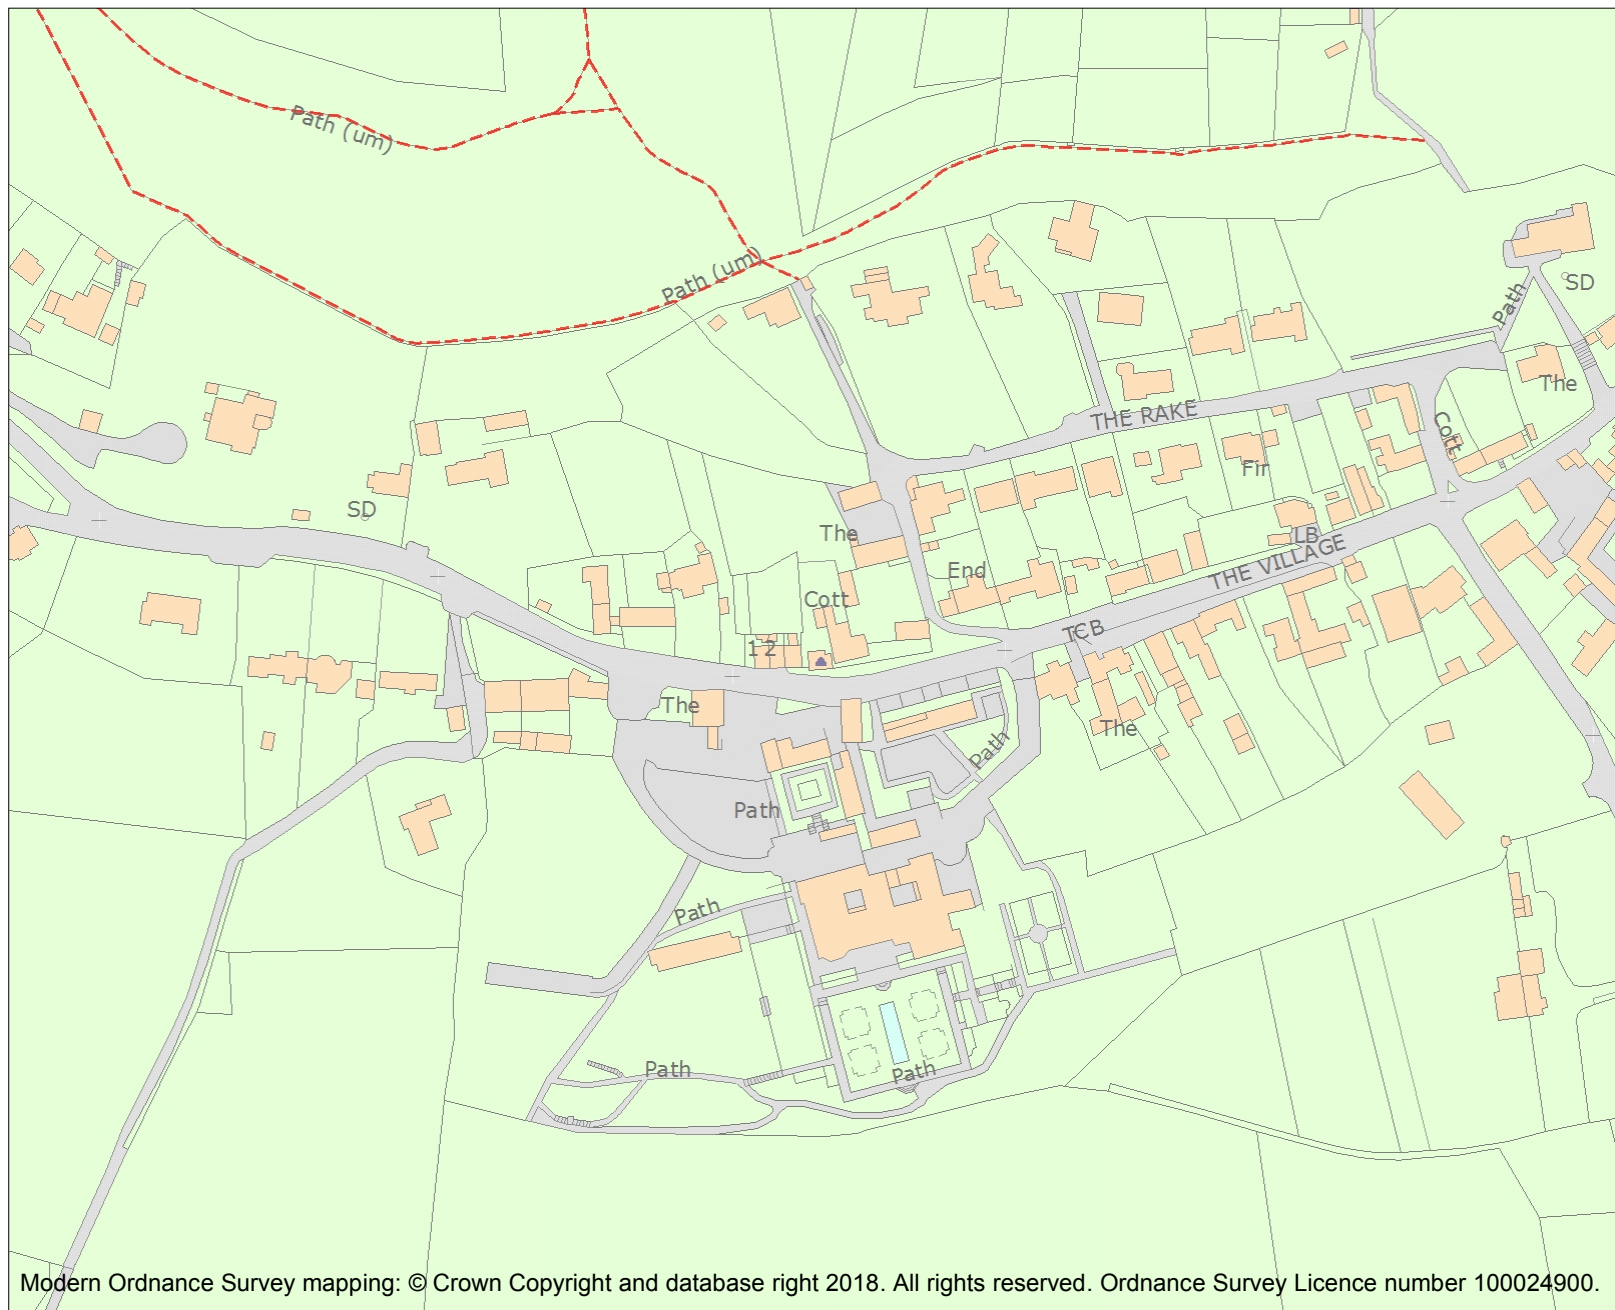 Path (um)
Path (um)
SD
Path
The
THE RAKE
Cott
Fir
SD
The
LB
THE VILLAGE
End
Cott
TCB
1 2
The
The
Path
Path
Path
Path
Path
Modern Ordnance Survey mapping: © Crown Copyright and database right 2018. All rights reserved. Ordnance Survey Licence number 100024900.